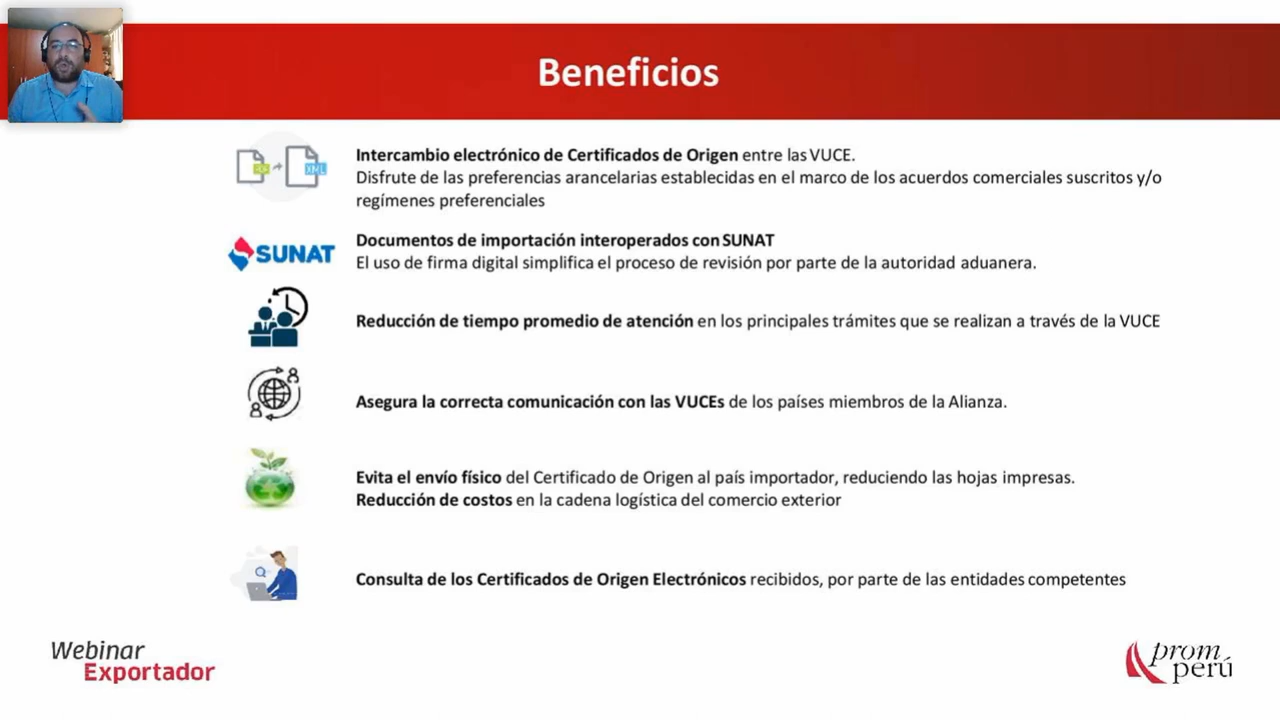 Beneficios
PDF
XML
Intercambio electrónico de Certificados de Origen entre las VUCE.
Disfrute de las preferencias arancelarias establecidas en el marco de los acuerdos comerciales suscritos y/o
regímenes preferenciales
SUNAT
Documentos de importación interoperados con SUNAT
El uso de firma digital simplifica el proceso de revisión por parte de la autoridad aduanera.
Reducción de tiempo promedio de atención en los principales trámites que se realizan a través de la VUCE
Asegura la correcta comunicación con las VUCEs de los países miembros de la Alianza.
Evita el envío físico del Certificado de Origen al país importador, reduciendo las hojas impresas.
Reducción de costos en la cadena logística del comercio exterior
Consulta de los Certificados de Origen Electrónicos recibidos, por parte de las entidades competentes
Webinar
Exportador
prom
perú